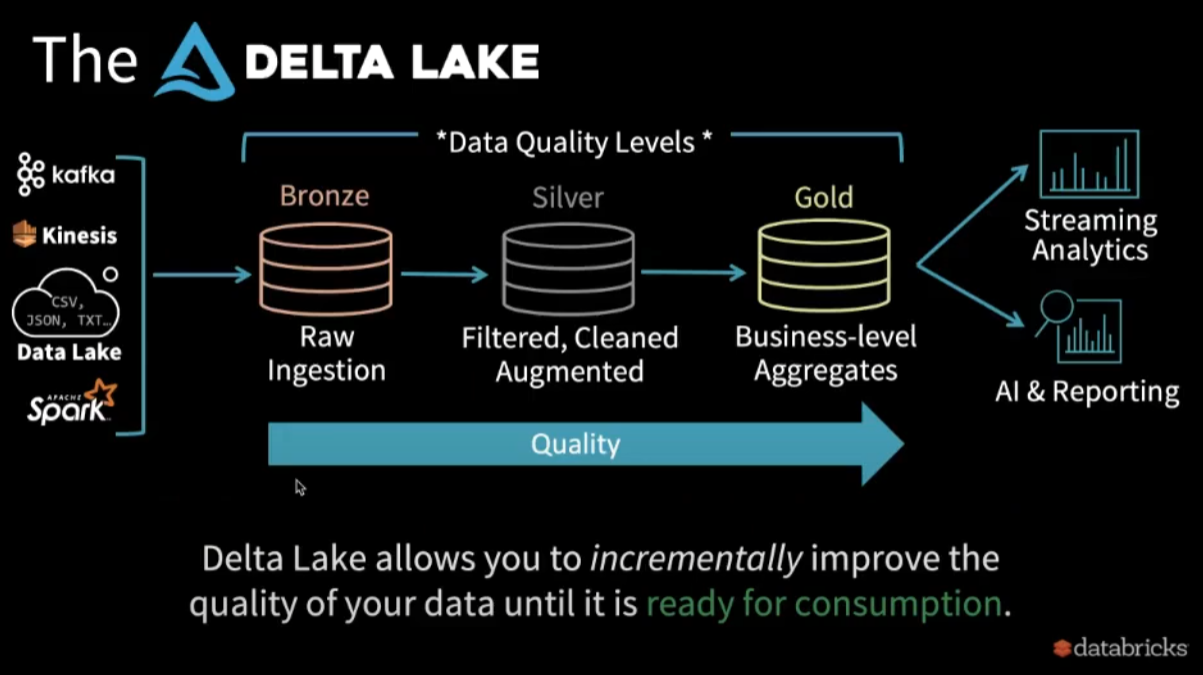 The DELTA LAKE
*Data Quality Levels *
kafka
Kinesis
CSV,
JSON, TXT...
Data Lake
APACHE
Spark
Bronze
Raw
Ingestion
Silver
Filtered, Cleaned
Augmented
Gold
Business-level
Aggregates
Streaming
Analytics
AI & Reporting
Quality
Delta Lake allows you to incrementally improve the
quality of your data until it is ready for consumption.
databricks